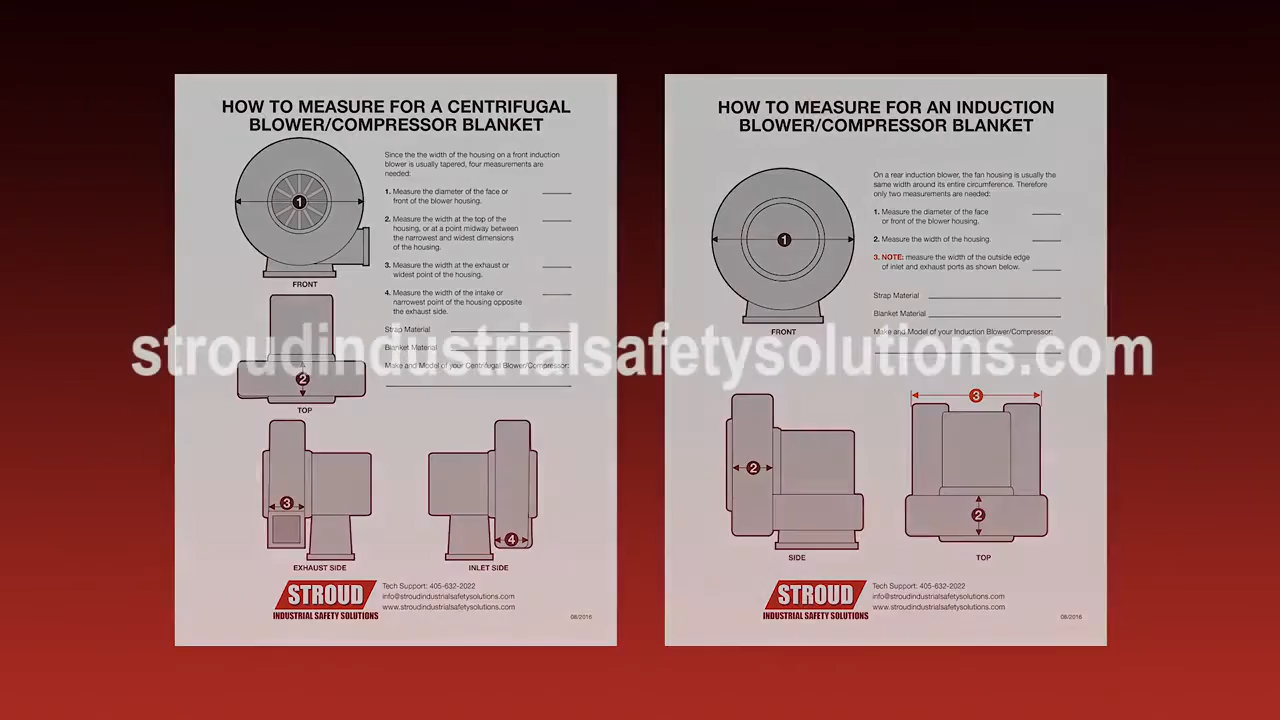 HOW TO MEASURE FOR A CENTRIFUGAL
BLOWER/COMPRESSOR BLANKET
Since the the width of the housing on a front induction
blower is usually tapered, four measurements are
needed:
1. Measure the diameter of the face or
front of the blower housing.
2. Measure the width at the top of the
housing, or at a point midway between
the narrowest and widest dimensions
of the housing.
3. Measure the width at the exhaust or
widest point of the housing.
4. Measure the width of the intake or
narrowest point of the housing opposite
the exhaust side.
Strap Material
Blanket Material
Make and Model of your Centrifugal Blower/Compressor:
1
FRONT
2
TOP
3
EXHAUST SIDE
4
INLET SIDE
STROUD
INDUSTRIAL SAFETY SOLUTIONS
Tech Support: 405-632-2022
info@stroudindustrialsafetysolutions.com
www.stroudindustrialsafetysolutions.com
08/2016
HOW TO MEASURE FOR AN INDUCTION
BLOWER/COMPRESSOR BLANKET
On a rear induction blower, the fan housing is usually the
same width around its entire circumference. Therefore
only two measurements are needed:
1. Measure the diameter of the face
or front of the blower housing.
2. Measure the width of the housing.
3. NOTE: measure the width of the outside edge
of inlet and exhaust ports as shown below.
Strap Material
Blanket Material
Make and Model of your Induction Blower/Compressor:
1
FRONT
2
SIDE
3
2
TOP
STROUD
INDUSTRIAL SAFETY SOLUTIONS
Tech Support: 405-632-2022
info@stroudindustrialsafetysolutions.com
www.stroudindustrialsafetysolutions.com
08/2016
stroudindustrialsafetysolutions.com